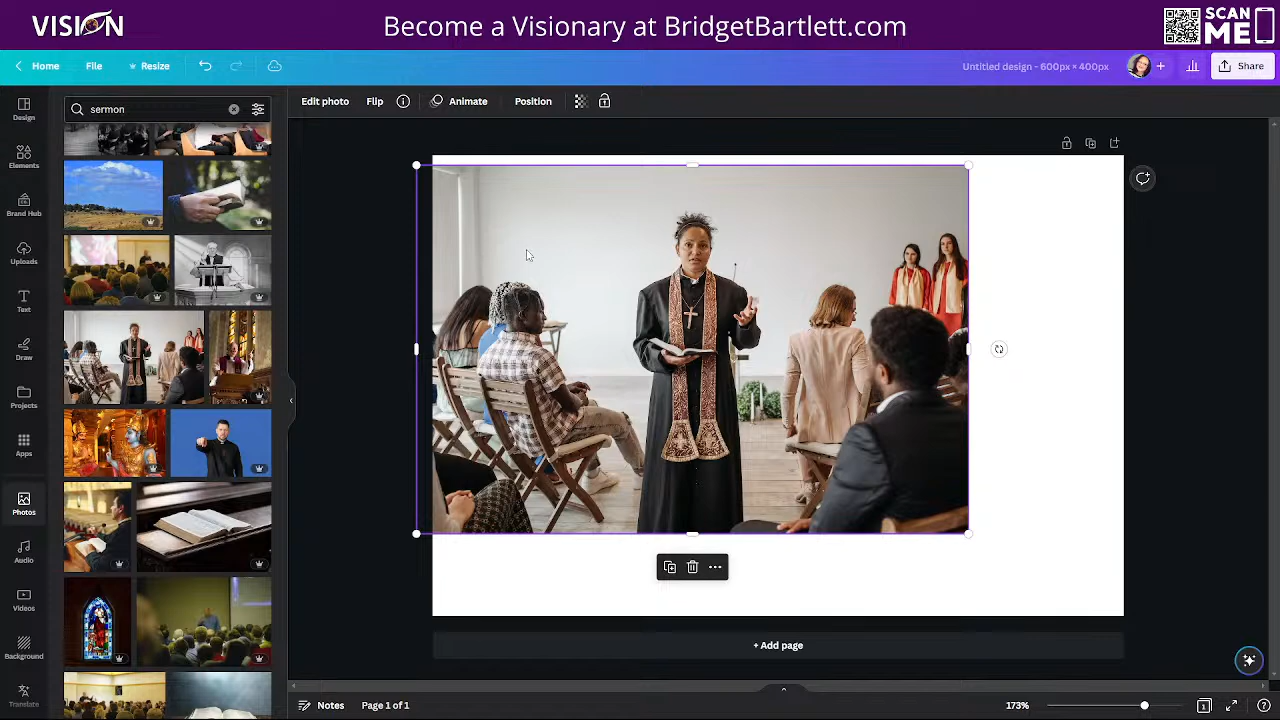 VISION
Become a Visionary at BridgetBartlett.com
SCAN
ME
Home
File
Resize
Untitled design - 600px × 400px
Share
Design
Elements
Brand Hub
Uploads
Text
Draw
Projects
Apps
Photos
Audio
Videos
Background
Translate
sermon
Edit photo
Flip
Animate
Position
+ Add page
Notes
Page 1 of 1
173%
1